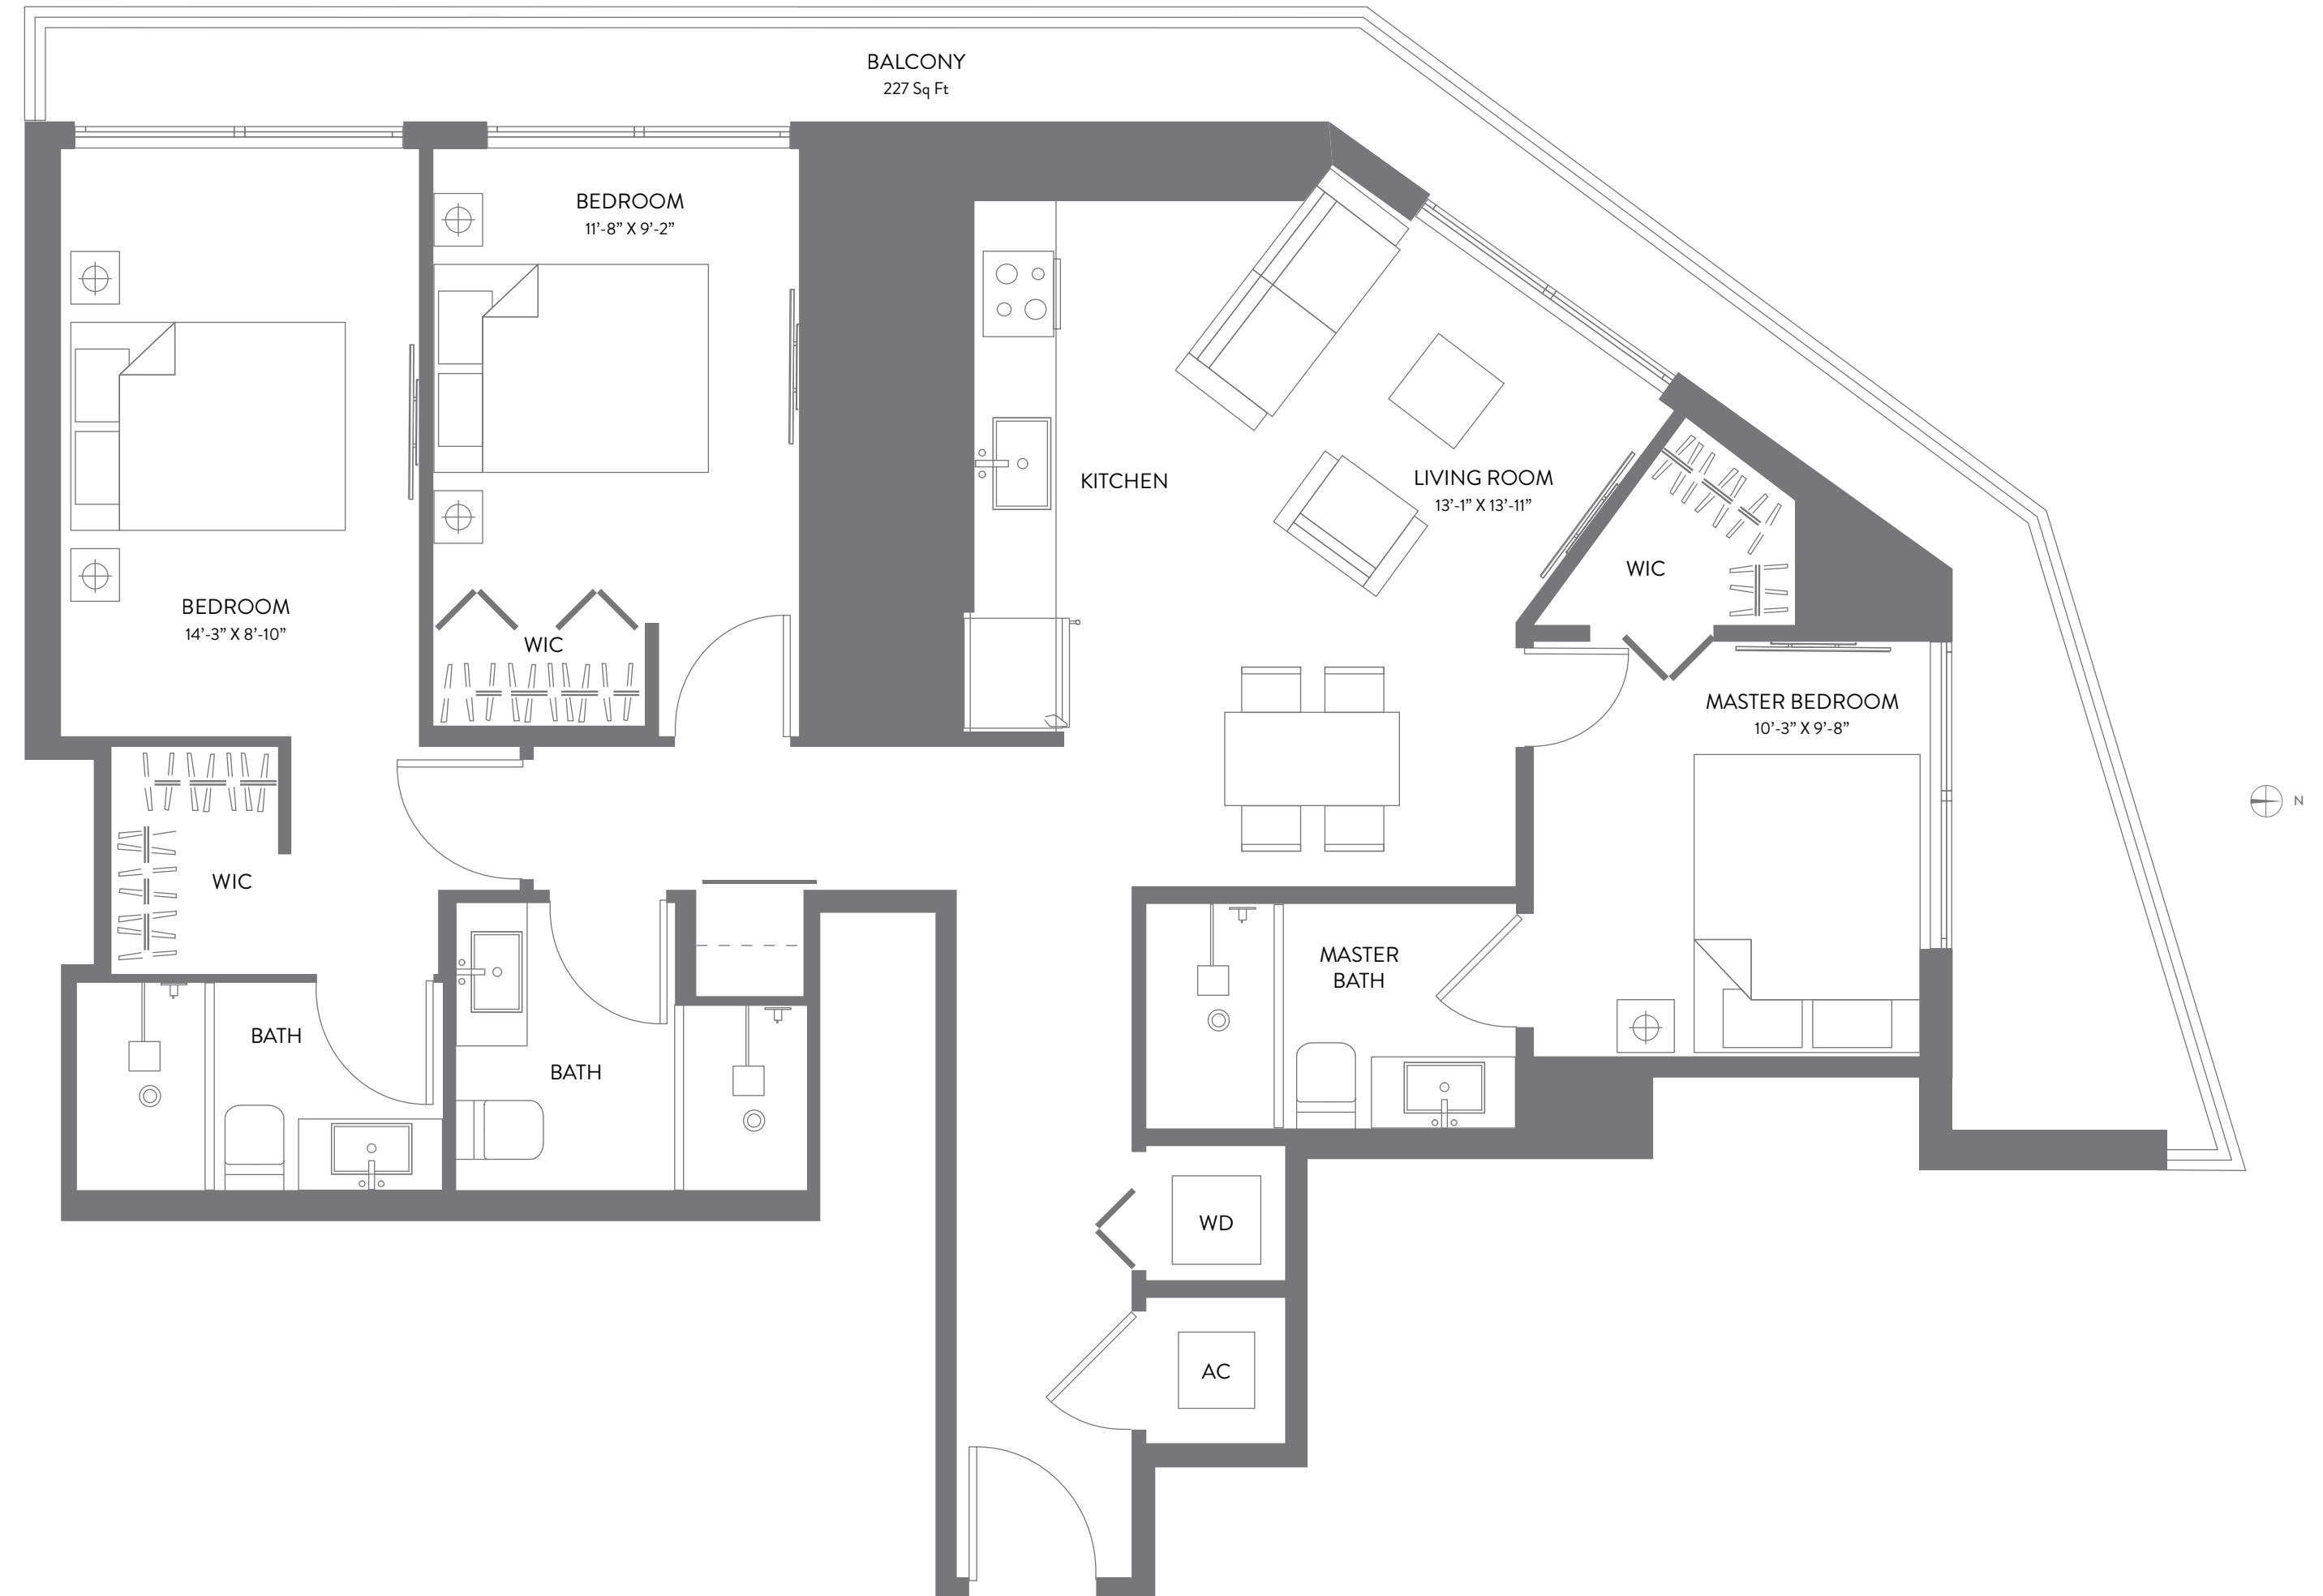 BALCONY
227 Sq Ft
BEDROOM
11’-8” X 9’-2”
KITCHEN
LIVING ROOM
13’-1” X 13’-11”
WIC
BEDROOM
14’-3” X 8’-10”
WIC
MASTER BEDROOM
10’-3” X 9’-8”
N
WIC
MASTER
BATH
BATH
BATH
WD
AC